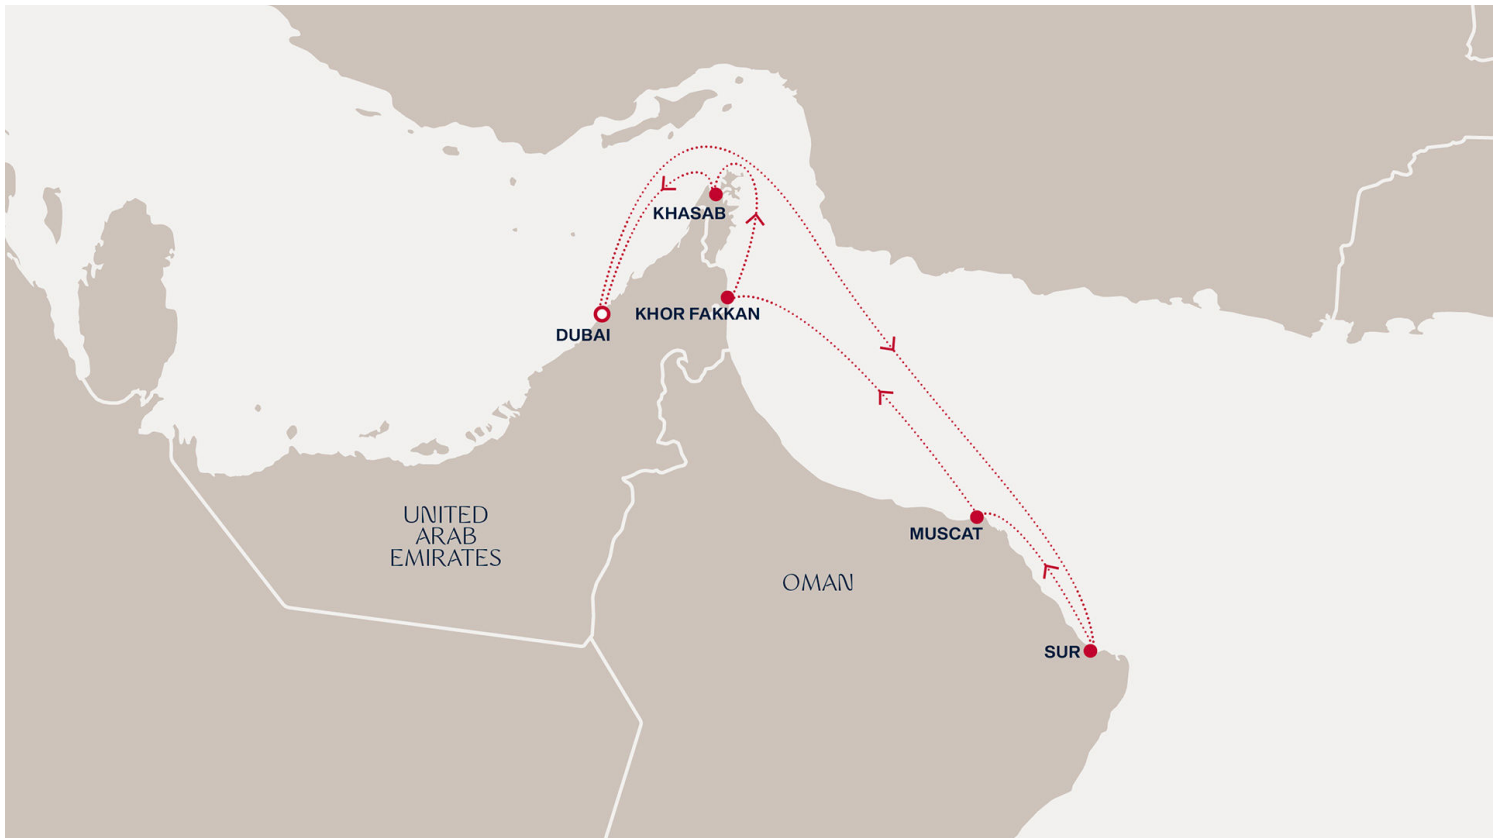 KHASAB
KHOR FAKKAN
DUBAI
UNITED
ARAB
EMIRATES
MUSCAT
OMAN
SUR